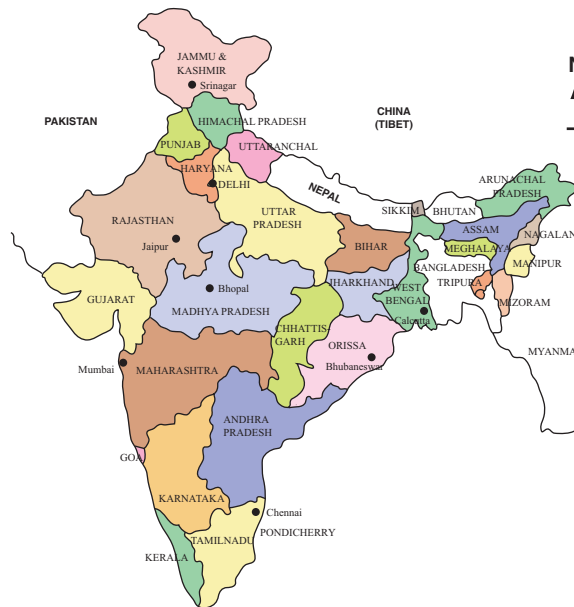 JAMMU &
KASHMIR
Srinagar
PAKISTAN
CHINA
(TIBET)
HIMACHAL PRADESH
PUNJAB
UTTARANCHAL
HARYANA
DELHI
NEPAL
ARUNACHAL
PRADESH
SIKKIM
BHUTAN
RAJASTHAN
Jaipur
UTTAR
PRADESH
ASSAM
NAGALAN
BIHAR
MEGHALAYA
MANIPUR
BANGLADESH
TRIPURA
MIZORAM
GUJARAT
Bhopal
MADHYA PRADESH
JHARKHAND
WEST
BENGAL
Calcutta
CHHATTIS-
GARH
ORISSA
Bhubaneswar
MYANMA
Mumbai
MAHARASHTRA
ANDHRA
PRADESH
GOA
KARNATAKA
Chennai
PONDICHERRY
TAMILNADU
KERALA